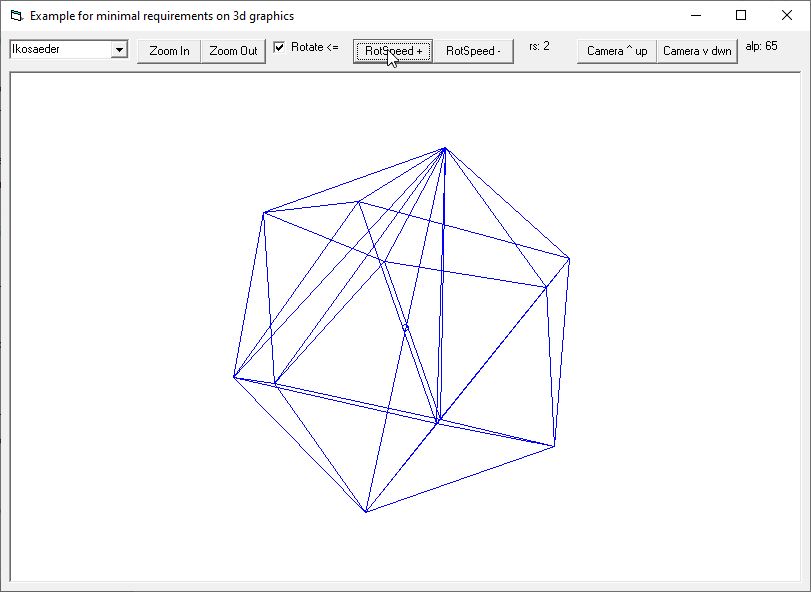 Example for minimal requirements on 3d graphics
Ikosaeder Zoom In Zoom Out Rotate <= RotSpeed + RotSpeed - rs: 2 Camera ^ up Camera v dwn alp: 65